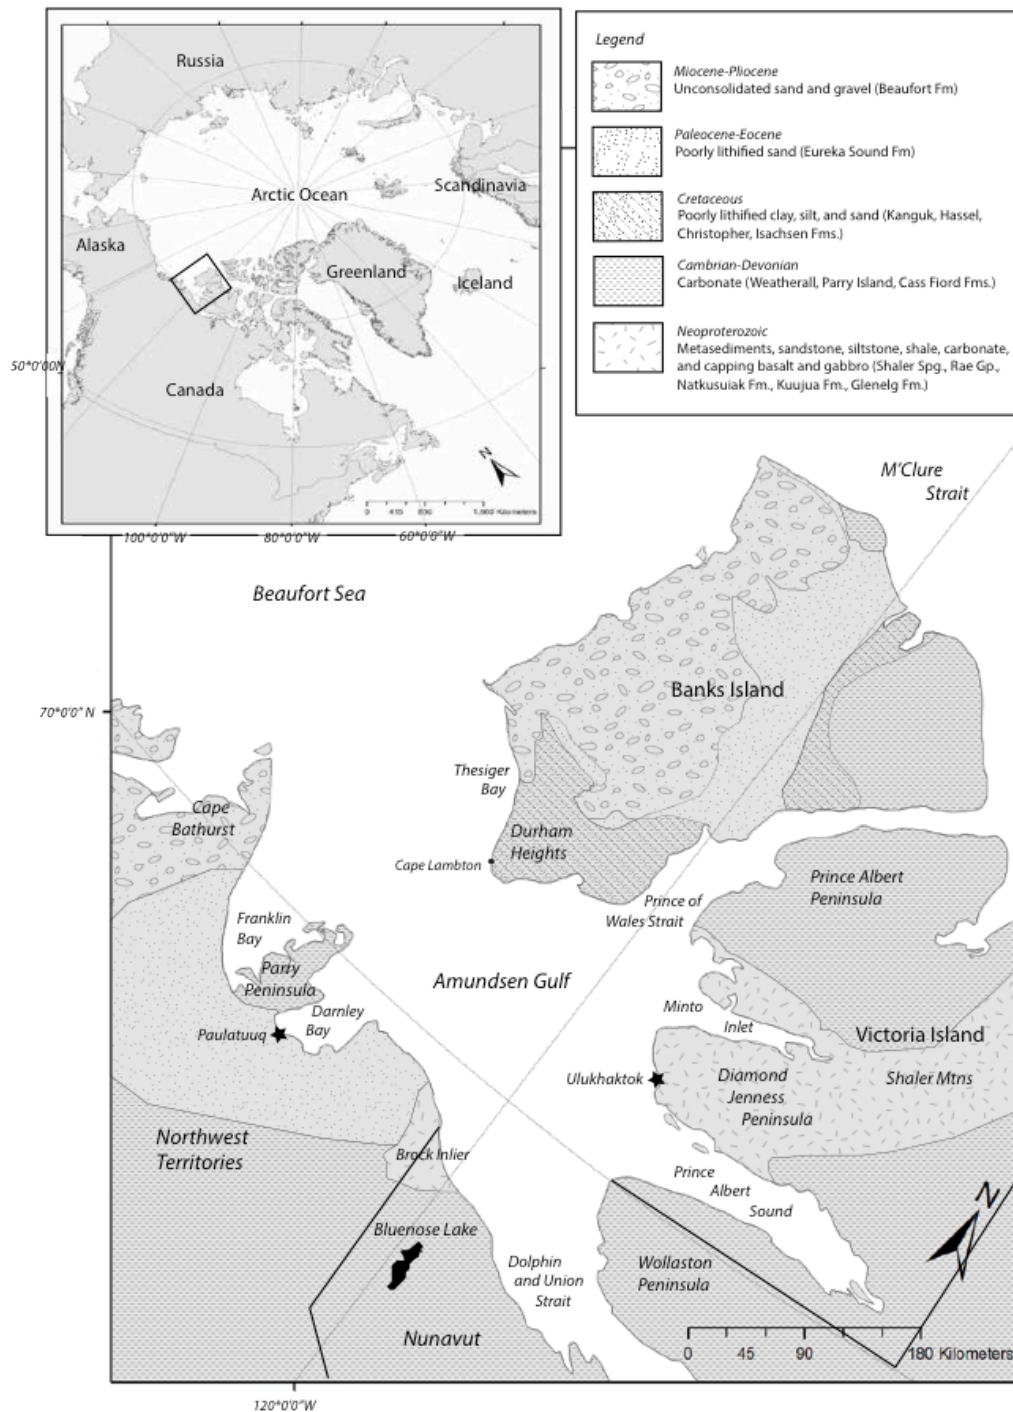 Russia
Arctic Ocean
Scandinavia
Alaska
Greenland
Iceland
Canada
50°0'00N
N
0
1,660 Kilometers
100°0'0"W
80°0'0"W
60°0'0"W
Legend
Miocene-Pliocene
Unconsolidated sand and gravel (Beaufort Fm)
Paleocene-Eocene
Poorly lithified sand (Eureka Sound Fm)
Cretaceous
Poorly lithified clay, silt, and sand (Kanguk, Hassel,
Christopher, Isachsen Fms.)
Cambrian-Devonian
Carbonate (Weatherall, Parry Island, Cass Fiord Fms.)
Neoproterozoic
Metasediments, sandstone, siltstone, shale, carbonate,
and capping basalt and gabbro (Shaler Spg., Rae Gp.,
Natkusuiak Fm., Kuujua Fm., Glenelg Fm.)
M'Clure
Strait
Beaufort Sea
Banks Island
70°0'0" N
Thesiger
Bay
Cape
Bathurst
Durham
Heights
Cape Lambton
Prince Albert
Peninsula
Prince of
Wales Strait
Franklin
Bay
Parry
Peninsula
Amundsen Gulf
Darnley
Bay
Minto
Inlet
Paulatuuq
Victoria Island
Ulukhaktok
Diamond
Jenness
Peninsula
Shaler Mtns
Northwest
Territories
Brock Inlier
Prince
Albert
Sound
N
Bluenose Lake
Dolphin
and Union
Strait
Wollaston
Peninsula
Nunavut
0 45 90 180 Kilometers
120°0'0"W